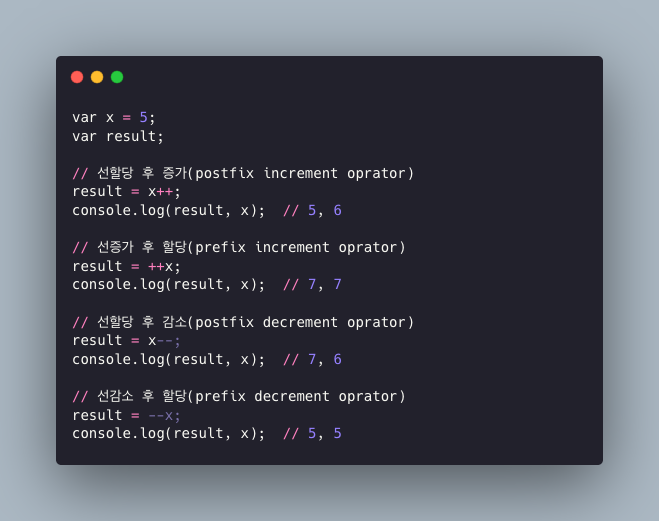 var x = 5;
var result;
// 선할당 후 증가(postfix increment oprator)
result = x++;
console.log(result, x);  // 5, 6
// 선증가 후 할당(prefix increment oprator)
result = ++x;
console.log(result, x);  // 7, 7
// 선할당 후 감소(postfix decrement oprator)
result = x--;
console.log(result, x);  // 7, 6
// 선감소 후 할당(prefix decrement oprator)
result = --x;
console.log(result, x);  // 5, 5